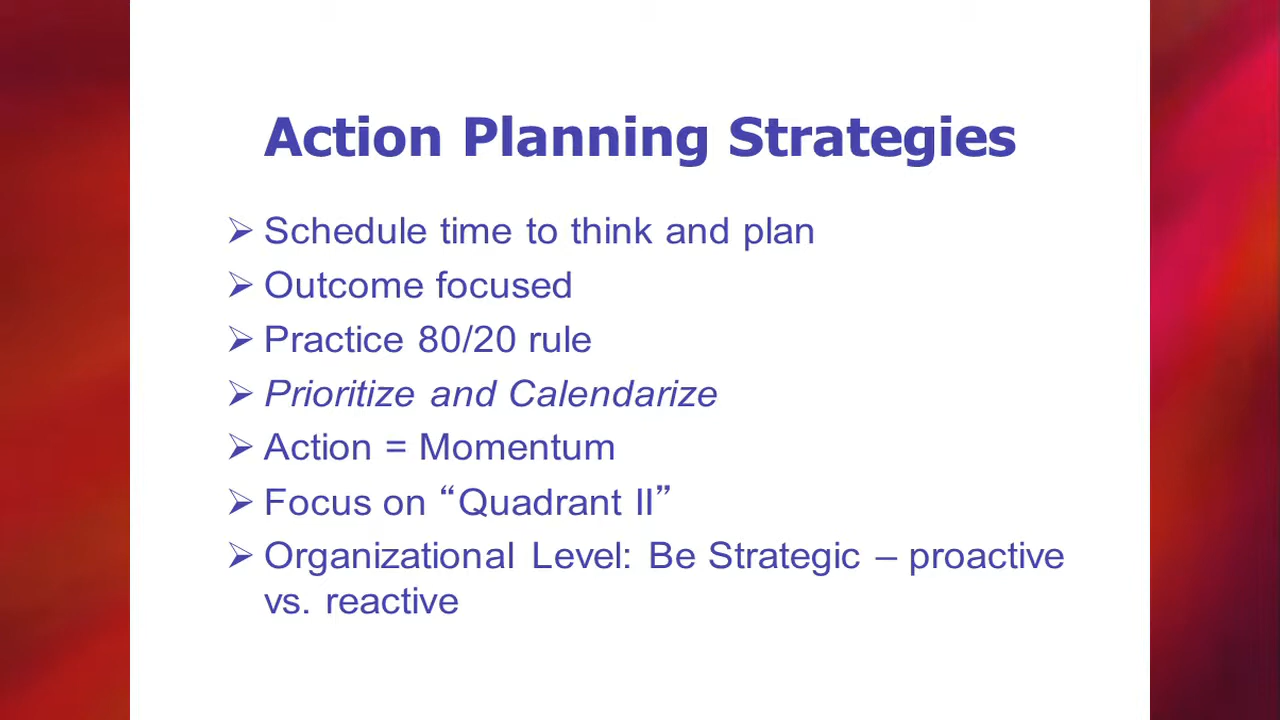 Action Planning Strategies
➢ Schedule time to think and plan
➢ Outcome focused
➢ Practice 80/20 rule
➢ Prioritize and Calendarize
➢ Action = Momentum
➢ Focus on “Quadrant II”
➢ Organizational Level: Be Strategic – proactive
vs. reactive